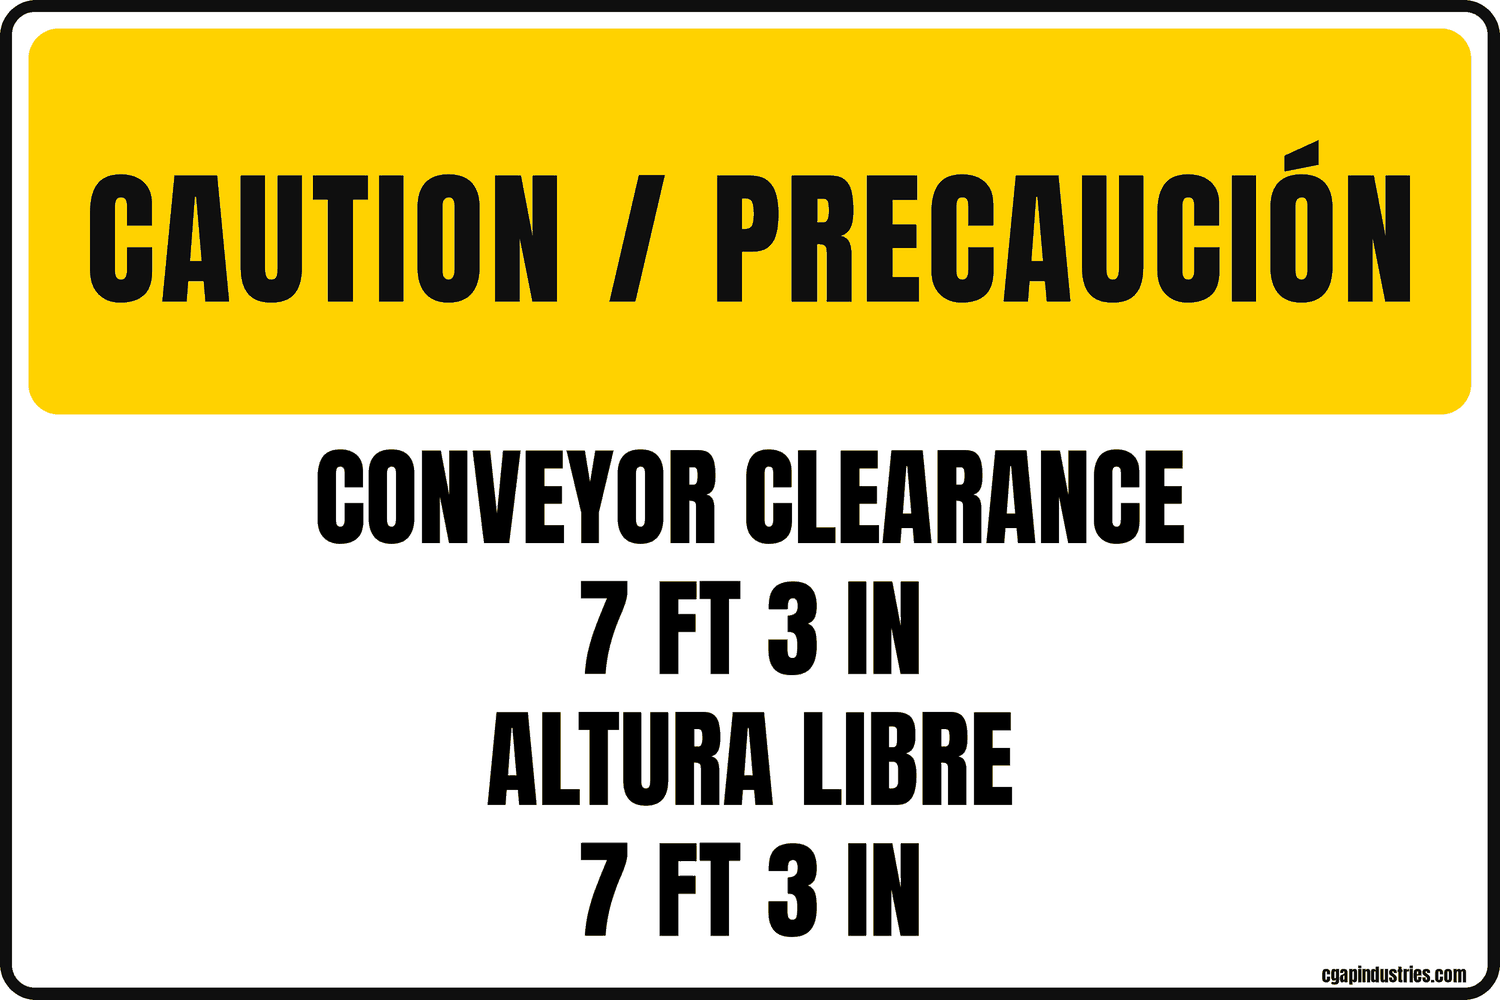 CAUTION / PRECAUCIÓN
CONVEYOR CLEARANCE
7 FT 3 IN
ALTURA LIBRE
7 FT 3 IN
cgapindustries.com